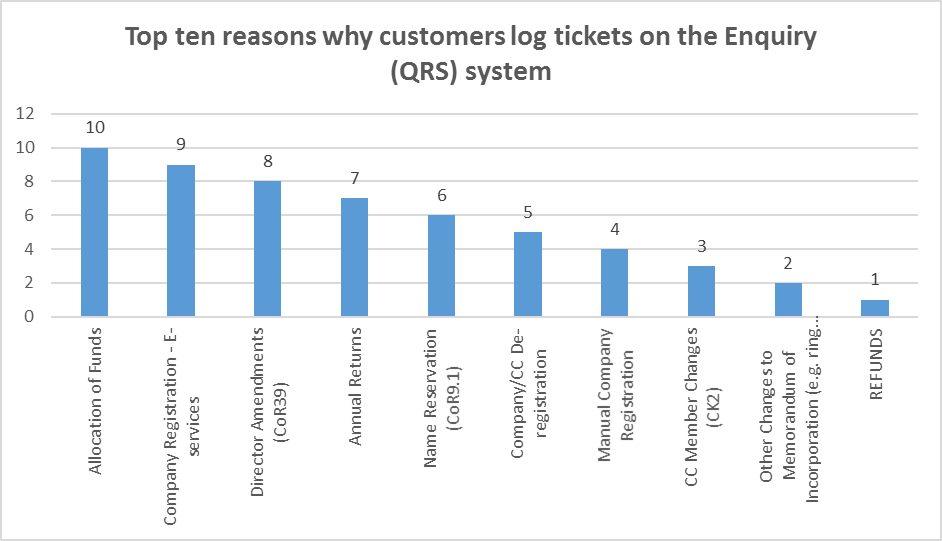 Top ten reasons why customers log tickets on the Enquiry
(QRS) system
12
10
8
6
4
2
0
10
9
8
7
6
5
4
3
2
1
Allocation of Funds
Company Registration - E-
services
Director Amendments
(CoR39)
Annual Returns
Name Reservation
(CoR9.1)
Company/CC De-
registration
Manual Company
Registration
CC Member Changes
(CK2)
Other Changes to
Memorandum of
Incorporation (e.g. ring...
REFUNDS